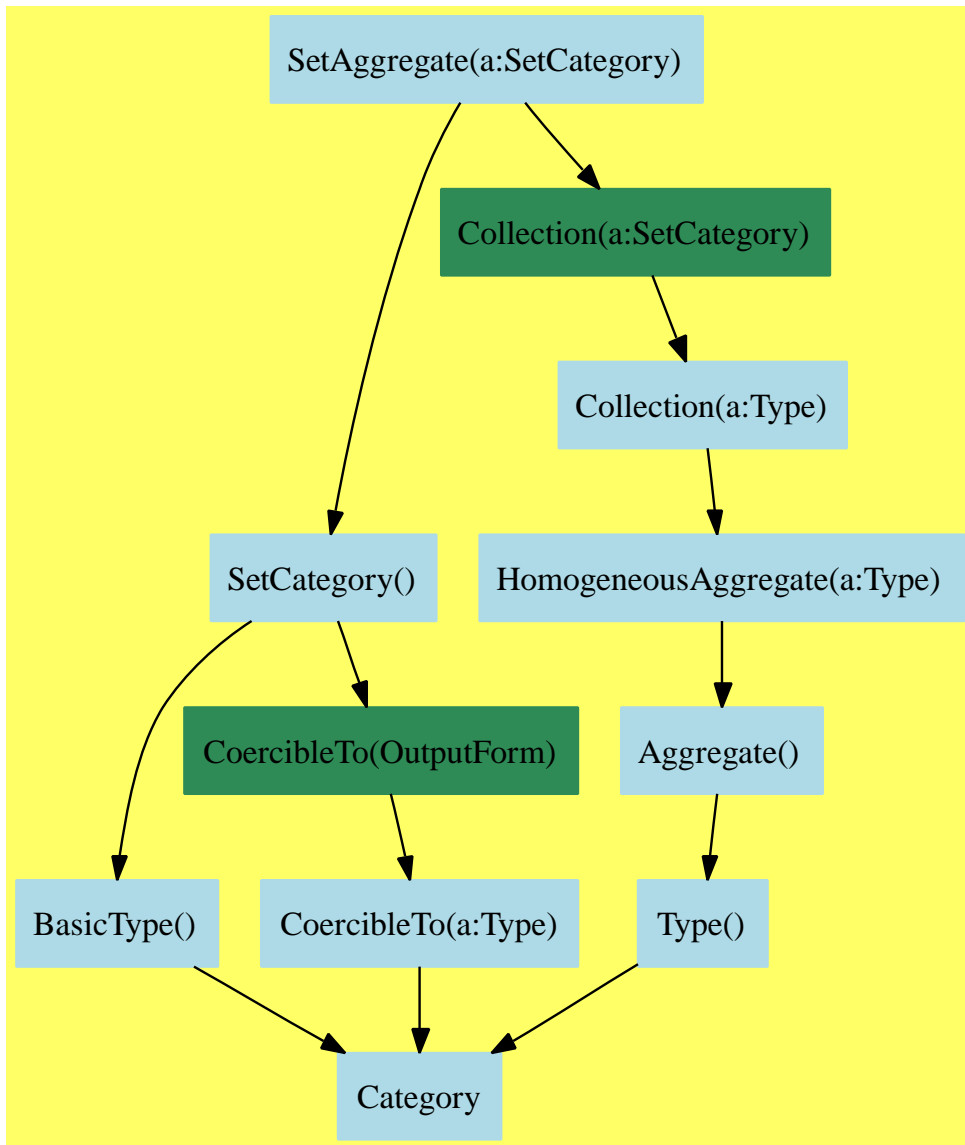 SetAggregate(a:SetCategory)
Collection(a:SetCategory)
Collection(a:Type)
SetCategory()
HomogeneousAggregate(a:Type)
CoercibleTo(OutputForm)
Aggregate()
BasicType()
CoercibleTo(a:Type)
Type()
Category